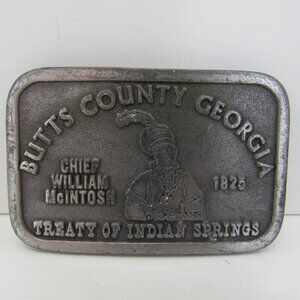 BUTTS COUNTY GEORGIA
CHIEF
WILLIAM
McINTOSH
1825
TREATY OF INDIAN SPRINGS